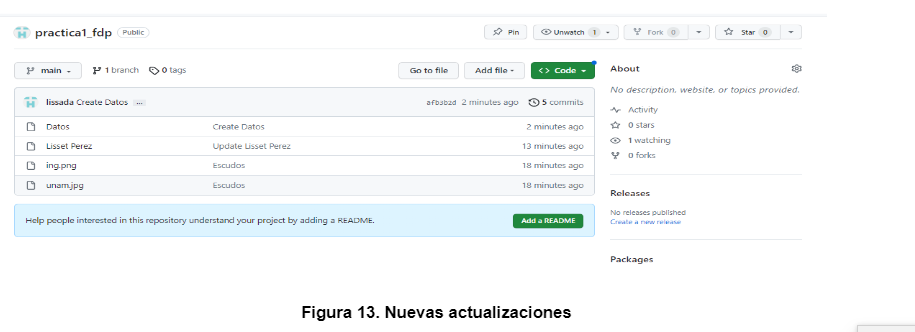 practica1_fdp Public
Pin
Unwatch 1
Fork 0
Star 0
main
1 branch
0 tags
Go to file
Add file
Code
lissada Create Datos ...
afb3b2d 2 minutes ago
5 commits
Datos Create Datos 2 minutes ago
Lisset Perez Update Lisset Perez 13 minutes ago
ing.png Escudos 18 minutes ago
unam.jpg Escudos 18 minutes ago
Help people interested in this repository understand your project by adding a README.
Add a README
About
No description, website, or topics provided.
Activity
0 stars
1 watching
0 forks
Releases
No releases published
Create a new release
Packages
Figura 13. Nuevas actualizaciones